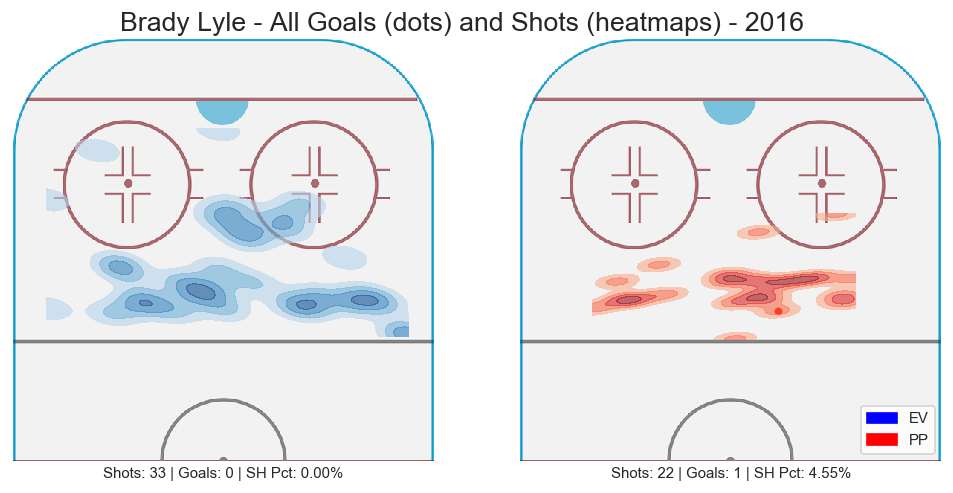 Brady Lyle - All Goals (dots) and Shots (heatmaps) - 2016
EV
PP
Shots: 33 | Goals: 0 | SH Pct: 0.00%
Shots: 22 | Goals: 1 | SH Pct: 4.55%